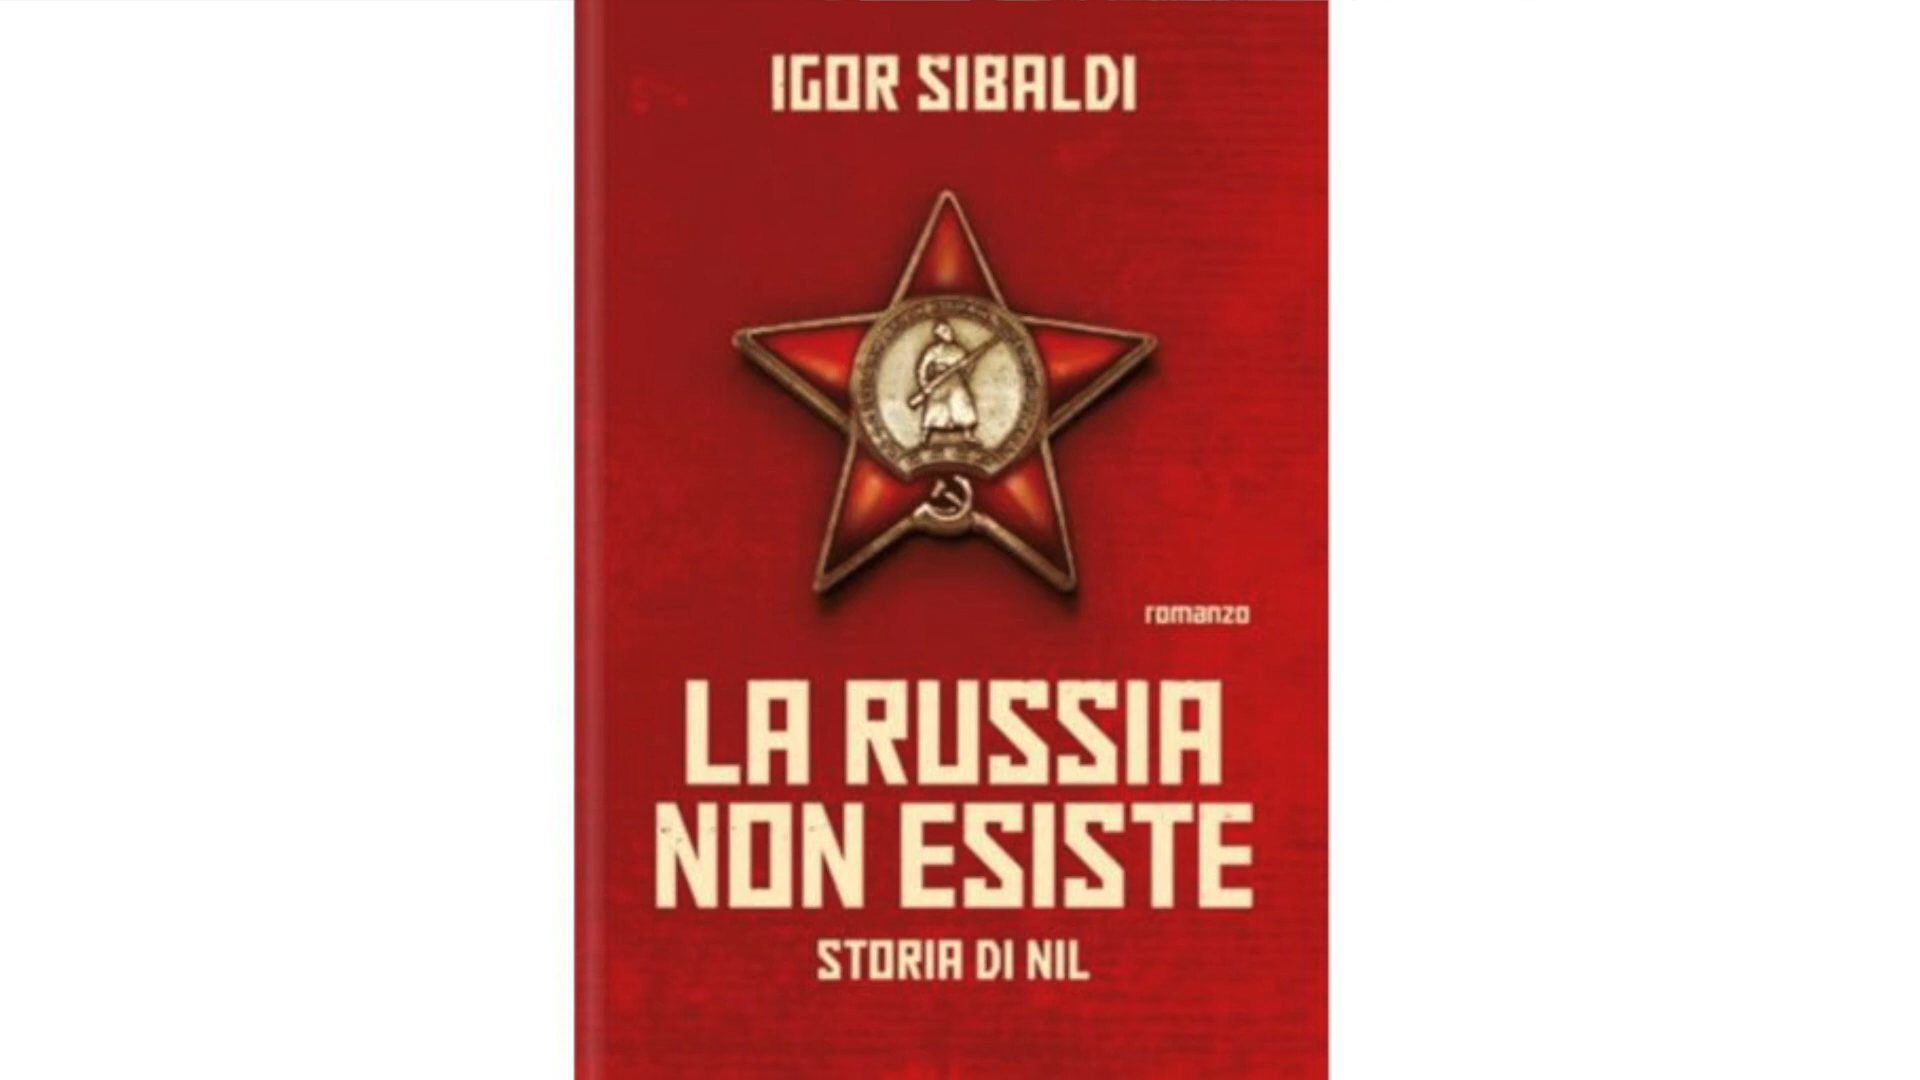 IGOR SIBALDI
romanzo
LA RUSSIA
NON ESISTE
STORIA DI NIL